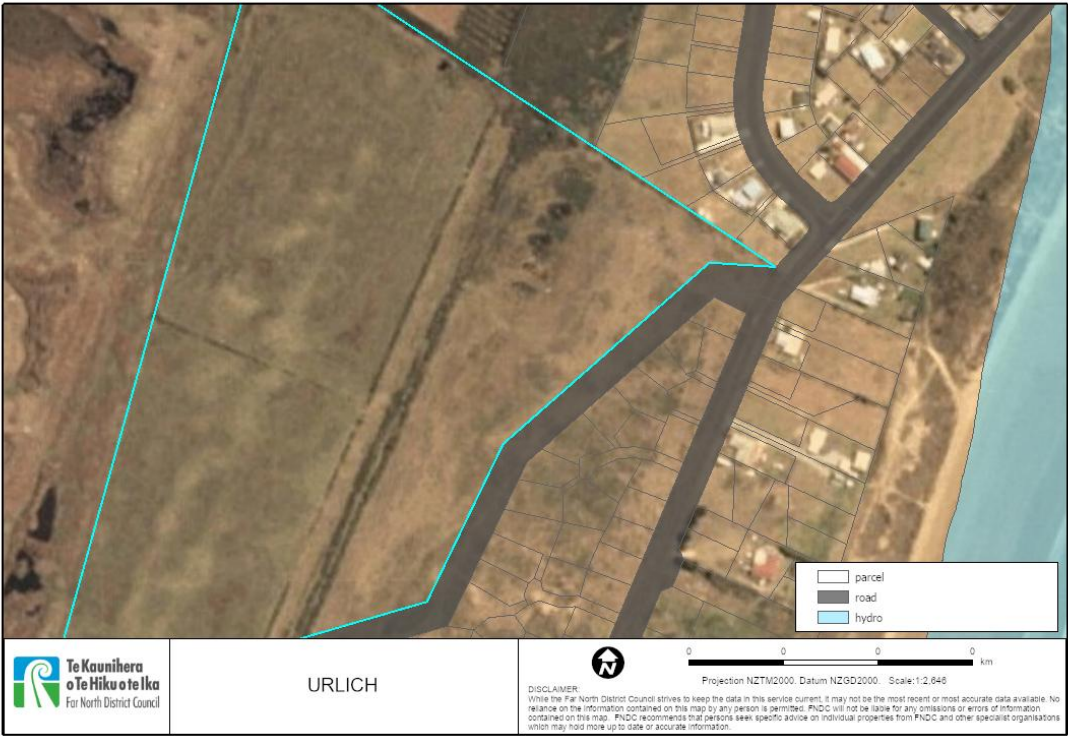 parcel
road
hydro
Te Kaunihera
o Te Hiku o te Ika
Far North District Council
URLICH
N
0 0 0 0 km
Projection NZTM2000. Datum NZGD2000. Scale:1:2,646
DISCLAIMER:
While the Far North District Council strives to keep the data in this service current, it may not be the most recent or most accurate data available. No
reliance on the information contained on this map by any person is permitted. FNDC will not be liable for any omissions or errors of information
contained on this map. FNDC recommends that persons seek specific advice on individual properties from FNDC and other specialist organisations
which may hold more up to date or accurate information.